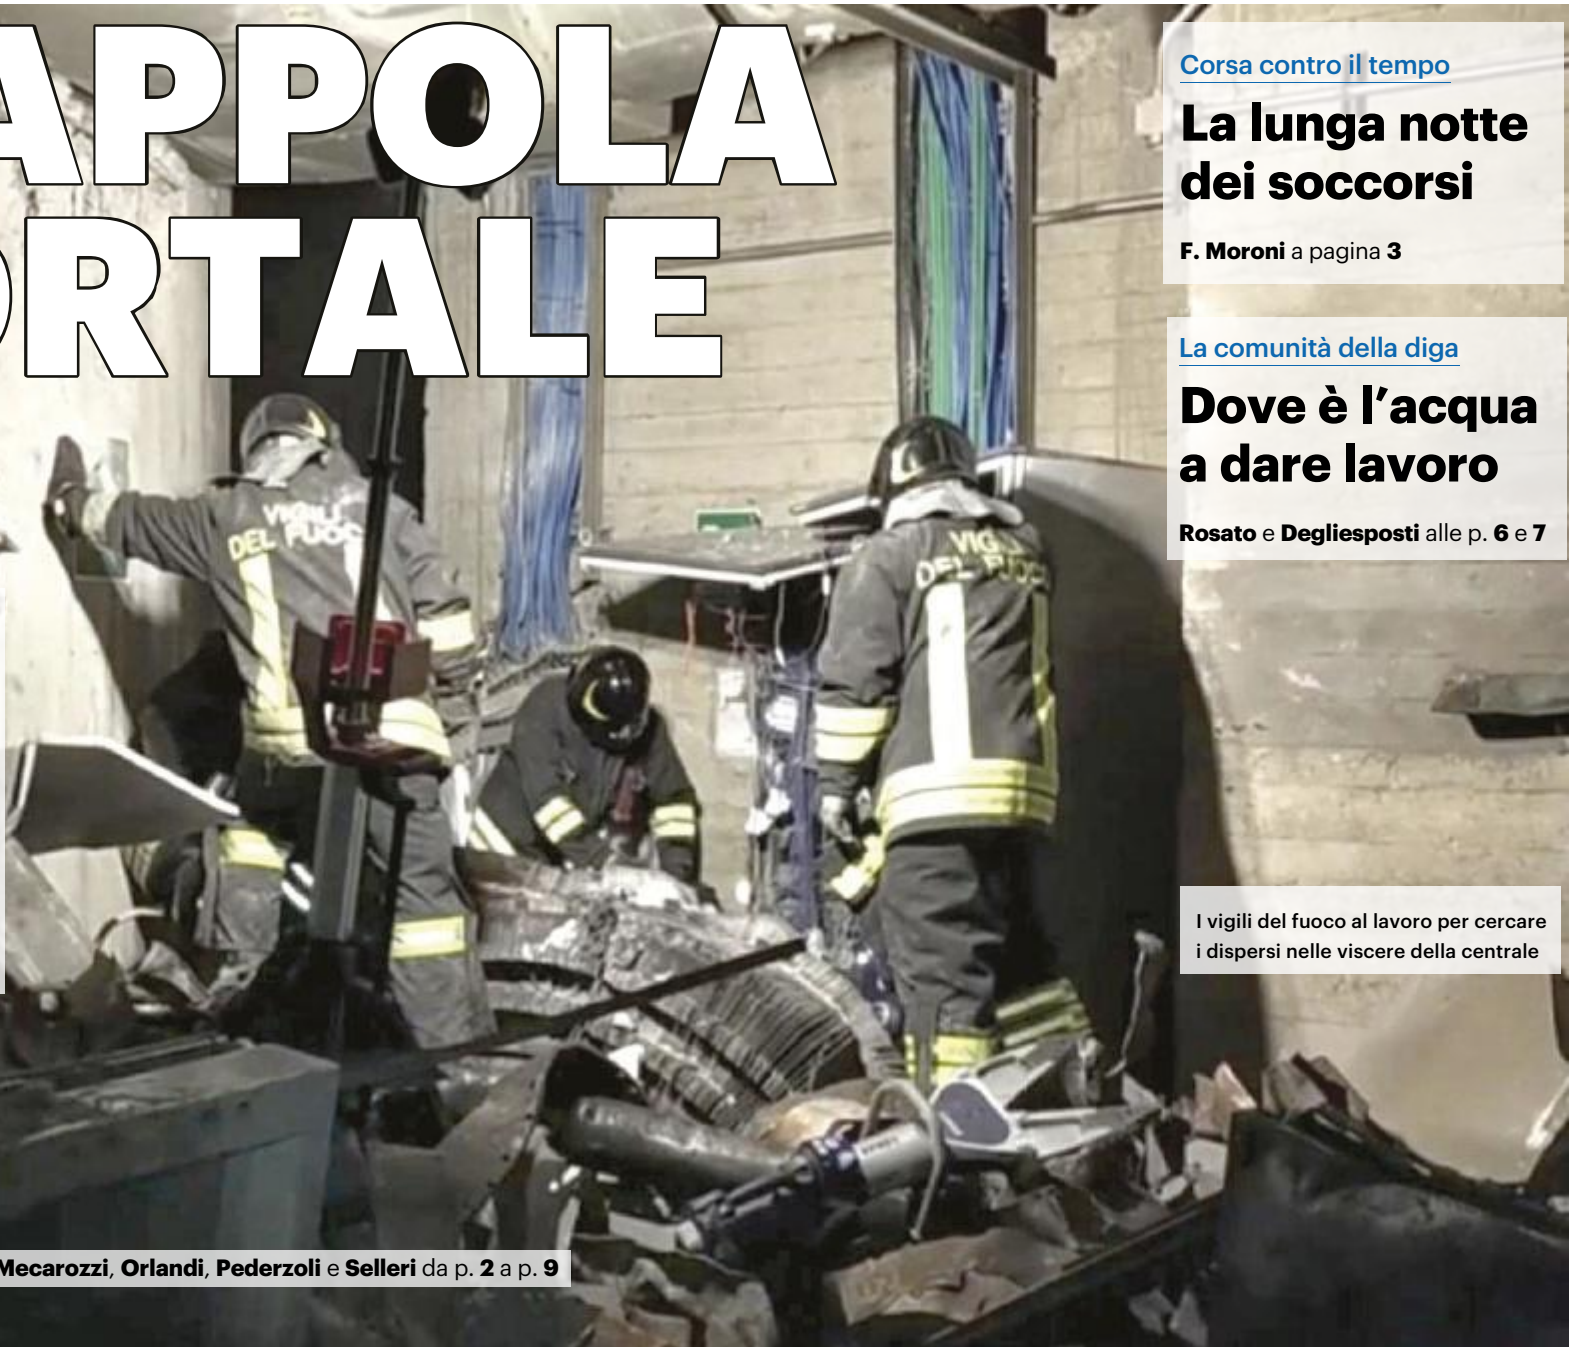 APPOLA
ORTALE
Corsa contro il tempo
La lunga notte
dei soccorsi
F. Moroni a pagina 3
La comunità della diga
Dove è l’acqua
a dare lavoro
Rosato e Degliesposti alle p. 6 e 7
VIGILI
DEL FUOCO
VIGILI
DEL FUOCO
I vigili del fuoco al lavoro per cercare
i dispersi nelle viscere della centrale
Mecarozzi, Orlandi, Pederzoli e Selleri da p. 2 a p. 9